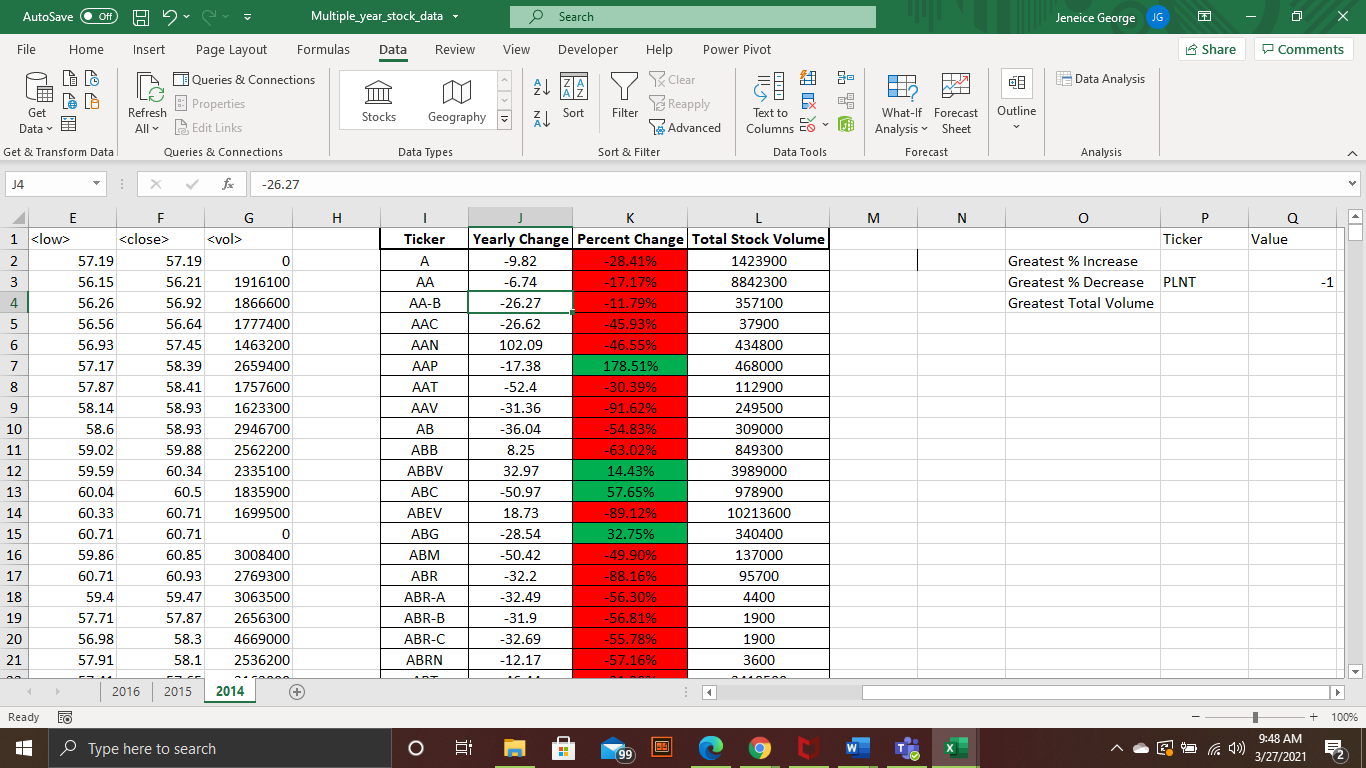 AutoSave Off Multiple_year_stock_data Search Jeneice George JG
File Home Insert Page Layout Formulas Data Review View Developer Help Power Pivot Share Comments
Get Data Refresh All Queries & Connections Properties Edit Links Stocks Geography Sort Filter Clear Reapply Advanced Text to Columns What-If Analysis Forecast Sheet Outline Data Analysis
Get & Transform Data Queries & Connections Data Types Sort & Filter Data Tools Forecast Analysis
J4 fx -26.27
E F G H I J K L M N O P Q
1 <low> <close> <vol> Ticker Yearly Change Percent Change Total Stock Volume Ticker Value
2 57.19 57.19 0 A -9.82 -28.41% 1423900 Greatest % Increase
3 56.15 56.21 1916100 AA -6.74 -17.17% 8842300 Greatest % Decrease PLNT -1
4 56.26 56.92 1866600 AA-B -26.27 -11.79% 357100 Greatest Total Volume
5 56.56 56.64 1777400 AAC -26.62 -45.93% 37900
6 56.93 57.45 1463200 AAN 102.09 -46.55% 434800
7 57.17 58.39 2659400 AAP -17.38 178.51% 468000
8 57.87 58.41 1757600 AAT -52.4 -30.39% 112900
9 58.14 58.93 1623300 AAV -31.36 -91.62% 249500
10 58.6 58.93 2946700 AB -36.04 -54.83% 309000
11 59.02 59.88 2562200 ABB 8.25 -63.02% 849300
12 59.59 60.34 2335100 ABBV 32.97 14.43% 3989000
13 60.04 60.5 1835900 ABC -50.97 57.65% 978900
14 60.33 60.71 1699500 ABEV 18.73 -89.12% 10213600
15 60.71 60.71 0 ABG -28.54 32.75% 340400
16 59.86 60.85 3008400 ABM -50.42 -49.90% 137000
17 60.71 60.93 2769300 ABR -32.2 -88.16% 95700
18 59.4 59.47 3063500 ABR-A -32.49 -56.30% 4400
19 57.71 57.87 2656300 ABR-B -31.9 -56.81% 1900
20 56.98 58.3 4669000 ABR-C -32.69 -55.78% 1900
21 57.91 58.1 2536200 ABRN -12.17 -57.16% 3600
2016 2015 2014
Ready 100%
Type here to search 99 9:48 AM
3/27/2021 2